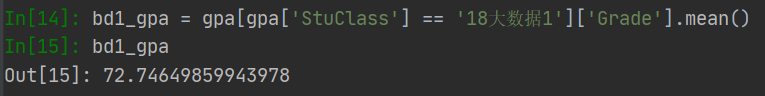 In[14]: bd1_gpa = gpa[gpa['StuClass'] == '18大数据1']['Grade'].mean()
In[15]: bd1_gpa
Out[15]: 72.74649859943978